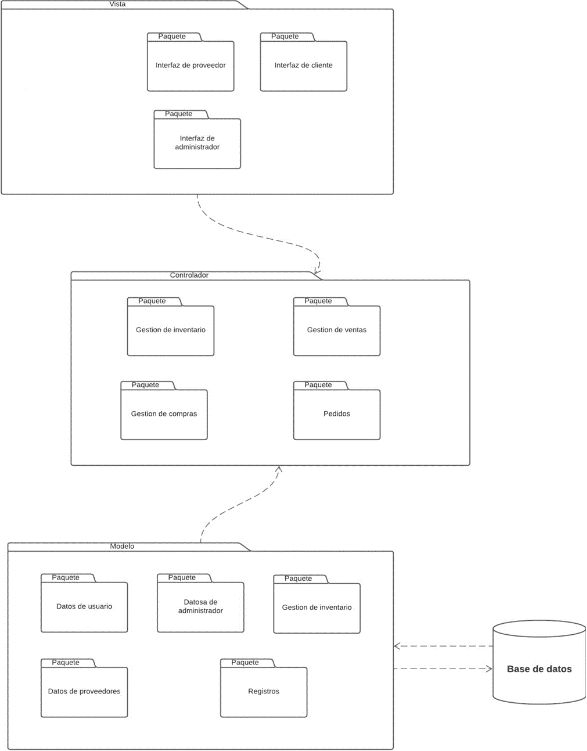 Vista
Paquete
Interfaz de proveedor
Paquete
Interfaz de cliente
Paquete
Interfaz de
administrador
Controlador
Paquete
Gestion de inventario
Paquete
Gestion de ventas
Paquete
Gestion de compras
Paquete
Pedidos
Modelo
Paquete
Datos de usuario
Paquete
Datosa de
administrador
Paquete
Gestion de inventario
Paquete
Datos de proveedores
Paquete
Registros
Base de datos